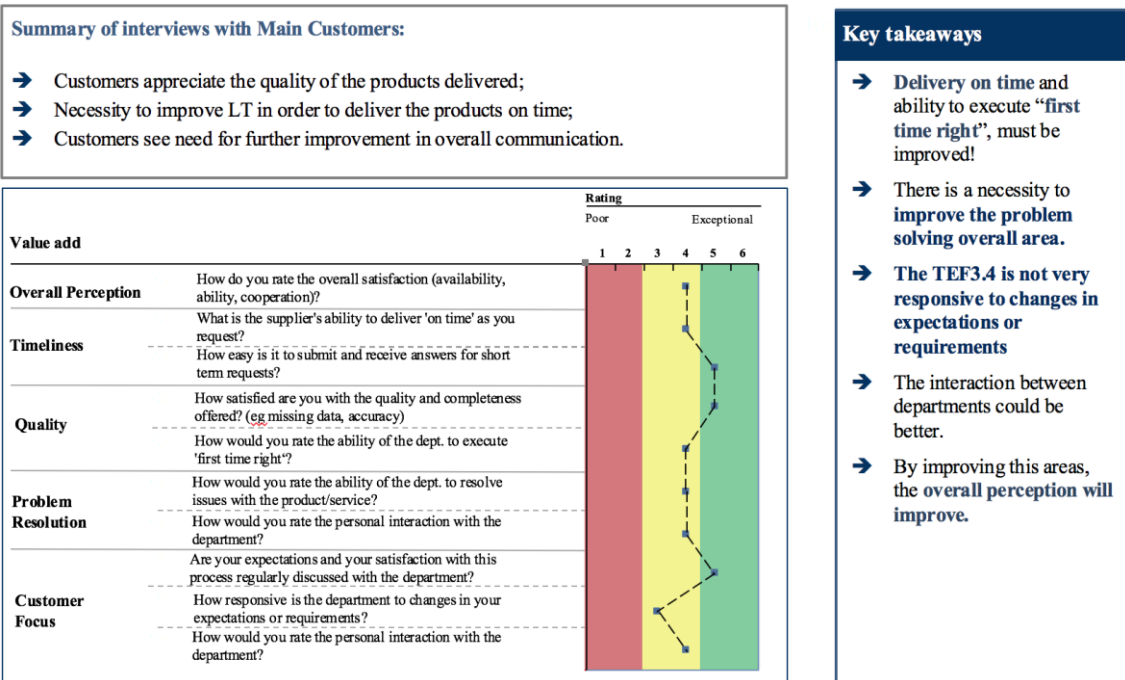 Summary of interviews with Main Customers:
➔ Customers appreciate the quality of the products delivered;
➔ Necessity to improve LT in order to deliver the products on time;
➔ Customers see need for further improvement in overall communication.
Rating
Poor Exceptional
Value add
1 2 3 4 5 6
Overall Perception
How do you rate the overall satisfaction (availability,
ability, cooperation)?
Timeliness
What is the supplier's ability to deliver 'on time' as you
request?
How easy is it to submit and receive answers for short
term requests?
Quality
How satisfied are you with the quality and completeness
offered? (eg missing data, accuracy)
How would you rate the ability of the dept. to execute
'first time right'?
Problem
Resolution
How would you rate the ability of the dept. to resolve
issues with the product/service?
How would you rate the personal interaction with the
department?
Customer
Focus
Are your expectations and your satisfaction with this
process regularly discussed with the department?
How responsive is the department to changes in your
expectations or requirements?
How would you rate the personal interaction with the
department?
Key takeaways
➔ Delivery on time and
ability to execute “first
time right”, must be
improved!
➔ There is a necessity to
improve the problem
solving overall area.
➔ The TEF3.4 is not very
responsive to changes in
expectations or
requirements
➔ The interaction between
departments could be
better.
➔ By improving this areas,
the overall perception will
improve.